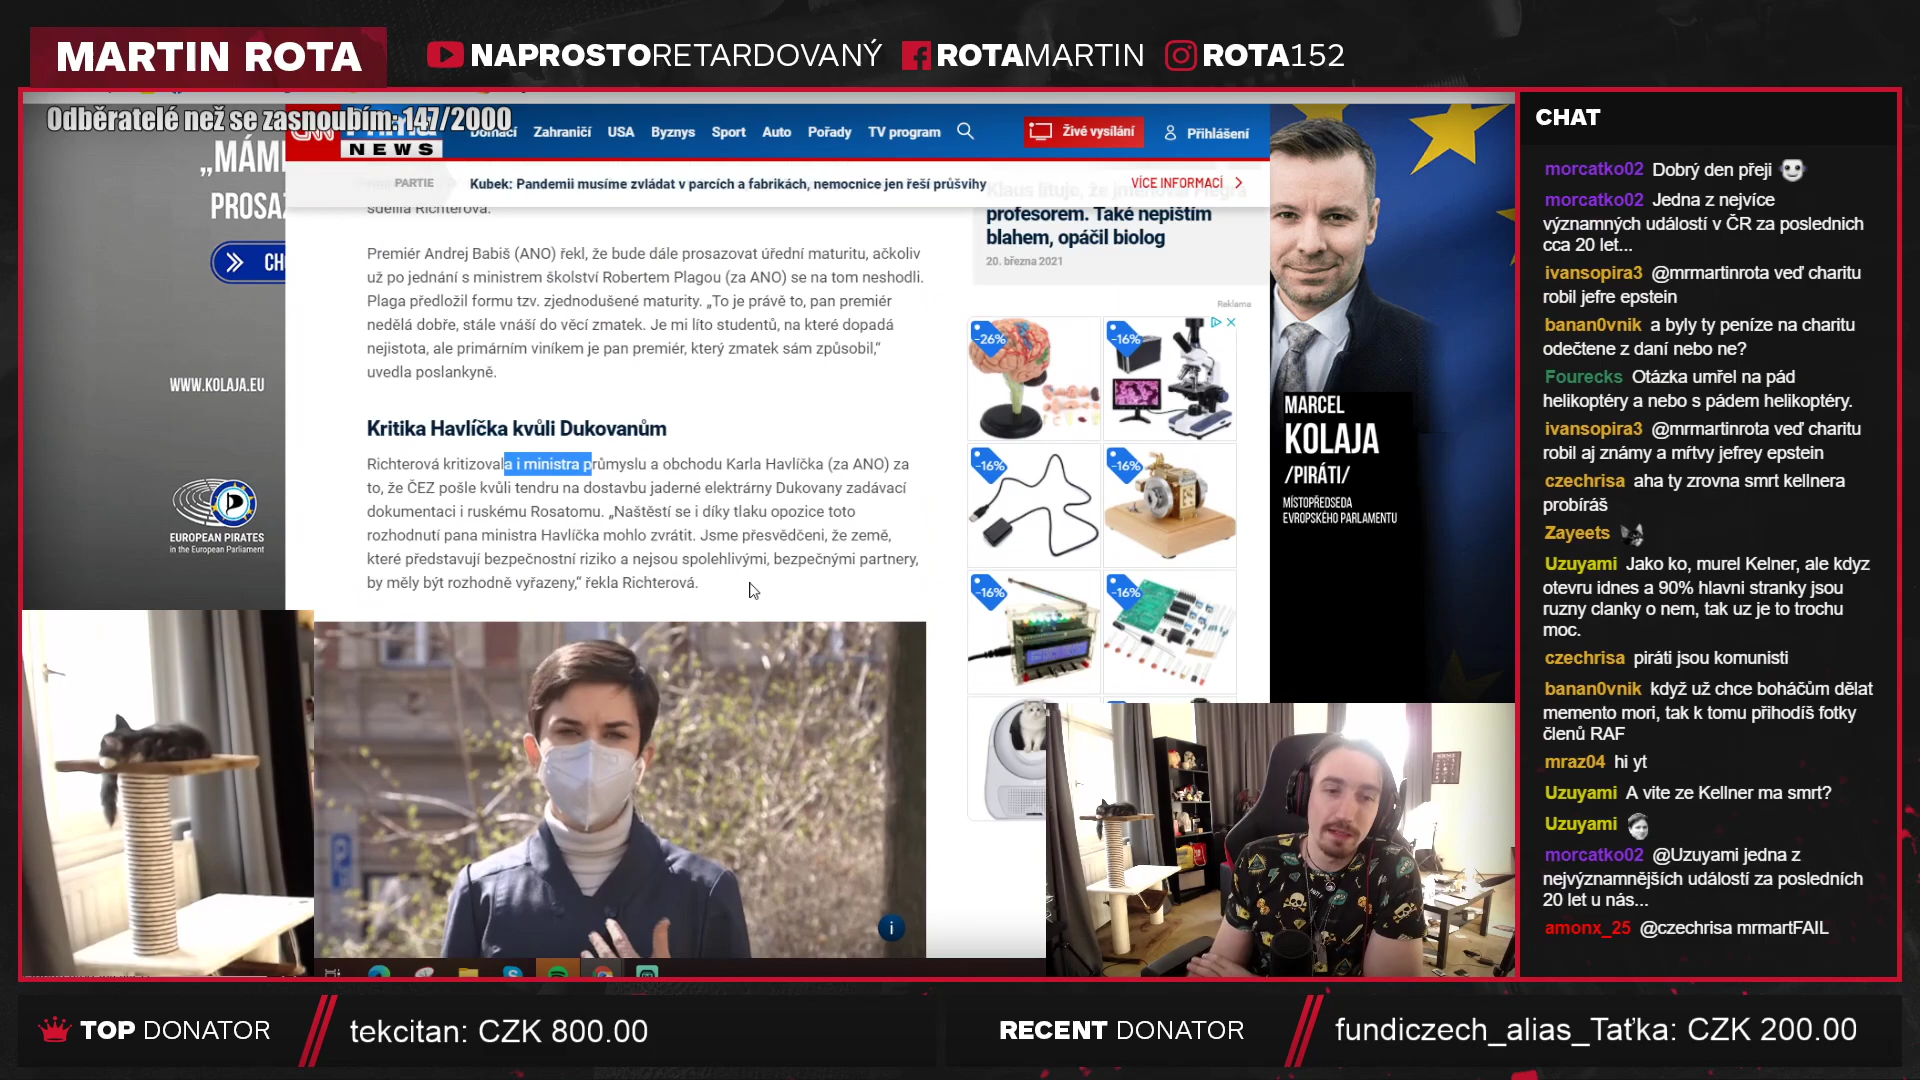 MARTIN ROTA
NAPROSTORETARDOVANÝ
ROTAMARTIN
ROTA152
Odběratelé než se zasnoubím: 147/2000
NEWS
Domácí Zahraničí USA Byznys Sport Auto Pořady TV program
Živé vysílání
Přihlášení
PARTIE
Kubek: Pandemii musíme zvládat v parcích a fabrikách, nemocnice jen řeší průšvihy
VÍCE INFORMACÍ
„MÁM
PROSA
CH
WWW.KOLAJA.EU
EUROPEAN PIRATES
in the European Parliament
sdělila Richterová.
Premiér Andrej Babiš (ANO) řekl, že bude dále prosazovat úřední maturitu, ačkoliv
už po jednání s ministrem školství Robertem Plagou (za ANO) se na tom neshodli.
Plaga předložil formu tzv. zjednodušené maturity. „To je právě to, pan premiér
nedělá dobře, stále vnáší do věcí zmatek. Je mi líto studentů, na které dopadá
nejistota, ale primárním viníkem je pan premiér, který zmatek sám způsobil,“
uvedla poslankyně.
Kritika Havlíčka kvůli Dukovanům
Richterová kritizovala i ministra průmyslu a obchodu Karla Havlíčka (za ANO) za
to, že ČEZ pošle kvůli tendru na dostavbu jaderné elektrárny Dukovany zadávací
dokumentaci i ruskému Rosatomu. „Naštěstí se i díky tlaku opozice toto
rozhodnutí pana ministra Havlíčka mohlo zvrátit. Jsme přesvědčeni, že země,
které představují bezpečnostní riziko a nejsou spolehlivými, bezpečnými partnery,
by měly být rozhodně vyřazeny,“ řekla Richterová.
Klaus lituje, že jmenoval Flegra
profesorem. Také nepíštím
blahem, opáčil biolog
20. března 2021
Reklama
-26%
-16%
-16%
-16%
-16%
-16%
MARCEL
KOLAJA
/PIRÁTI/
MÍSTOPŘEDSEDA
EVROPSKÉHO PARLAMENTU
CHAT
morcatko02 Dobrý den přeji
morcatko02 Jedna z nejvíce
významných událostí v ČR za posledních
cca 20 let...
ivansopira3 @mrmartinrota veď charitu
robil jefre epstein
banan0vnik a byly ty peníze na charitu
odečtene z daní nebo ne?
Fourecks Otázka umřel na pád
helikoptéry a nebo s pádem helikoptéry.
ivansopira3 @mrmartinrota veď charitu
robil aj známy a mŕtvy jefrey epstein
czechrisa aha ty zrovna smrt kellnera
probíráš
Zayeets
Uzuyami Jako ko, murel Kelner, ale kdyz
otevru idnes a 90% hlavni stranky jsou
ruzny clanky o nem, tak uz je to trochu
moc.
czechrisa piráti jsou komunisti
banan0vnik když už chce boháčům dělat
memento mori, tak k tomu přihodíš fotky
členů RAF
mraz04 hi yt
Uzuyami A vite ze Kellner ma smrt?
Uzuyami
morcatko02 @Uzuyami jedna z
nejvýznamnějších událostí za posledních
20 let u nás...
amonx_25 @czechrisa mrmartFAIL
TOP DONATOR
tekcitan: CZK 800.00
RECENT DONATOR
fundiczech_alias_Taťka: CZK 200.00